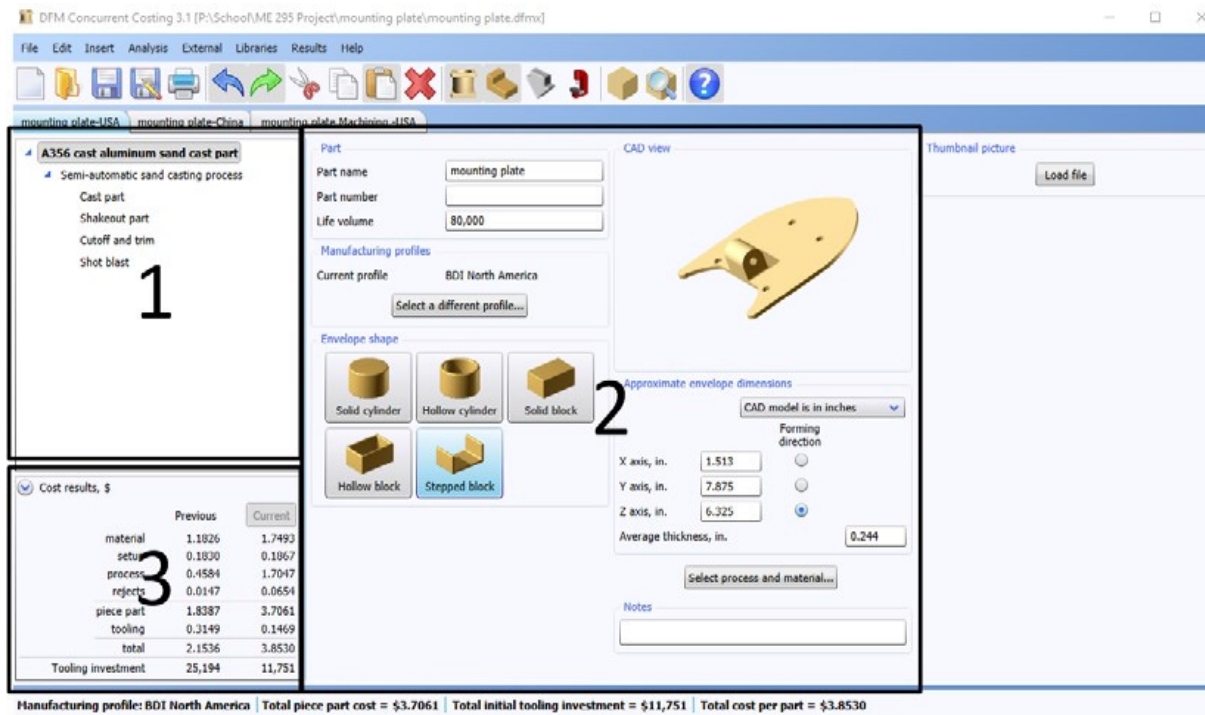 DFM Concurrent Costing 3.1 [P:\School\ME 295 Project\mounting plate\mounting plate.dfmx]
File Edit Insert Analysis External Libraries Results Help
mounting plate-USA mounting plate-China mounting plate.Machining -USA
A356 cast aluminum sand cast part
Semi-automatic sand casting process
Cast part
Shakeout part
Cutoff and trim
Shot blast
1
Part
Part name mounting plate
Part number
Life volume 80,000
Manufacturing profiles
Current profile BDI North America
Select a different profile...
Envelope shape
Solid cylinder Hollow cylinder Solid block
Hollow block Stepped block
2
CAD view
Approximate envelope dimensions
CAD model is in inches
Forming
direction
X axis, in. 1.513
Y axis, in. 7.875
Z axis, in. 6.325
Average thickness, in. 0.244
Select process and material...
Notes
Thumbnail picture
Load file
Cost results, $
Previous Current
material 1.1826 1.7493
setup 0.1830 0.1867
process 0.4584 1.7047
rejects 0.0147 0.0654
piece part 1.8387 3.7061
tooling 0.3149 0.1469
total 2.1536 3.8530
Tooling investment 25,194 11,751
3
Manufacturing profile: BDI North America Total piece part cost = $3.7061 Total initial tooling investment = $11,751 Total cost per part = $3.8530